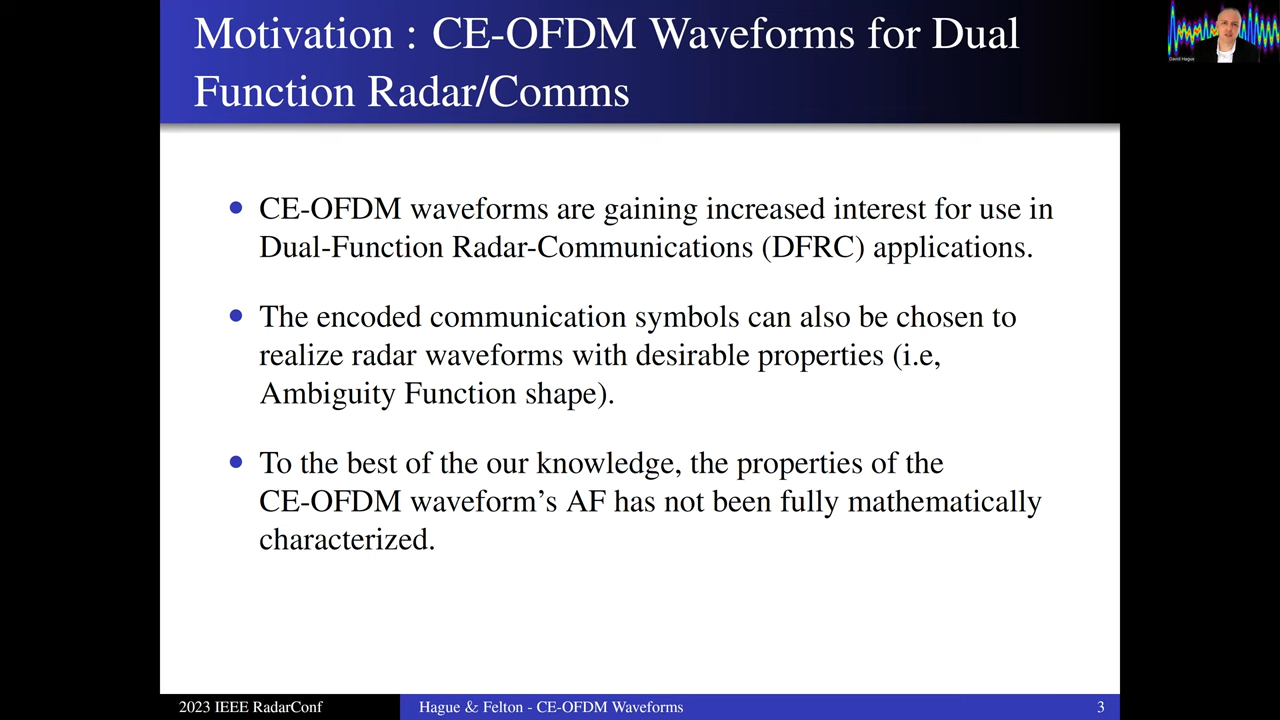 Motivation : CE-OFDM Waveforms for Dual
Function Radar/Comms
David Hague
CE-OFDM waveforms are gaining increased interest for use in
Dual-Function Radar-Communications (DFRC) applications.
The encoded communication symbols can also be chosen to
realize radar waveforms with desirable properties (i.e,
Ambiguity Function shape).
To the best of the our knowledge, the properties of the
CE-OFDM waveform's AF has not been fully mathematically
characterized.
2023 IEEE RadarConf
Hague & Felton - CE-OFDM Waveforms
3